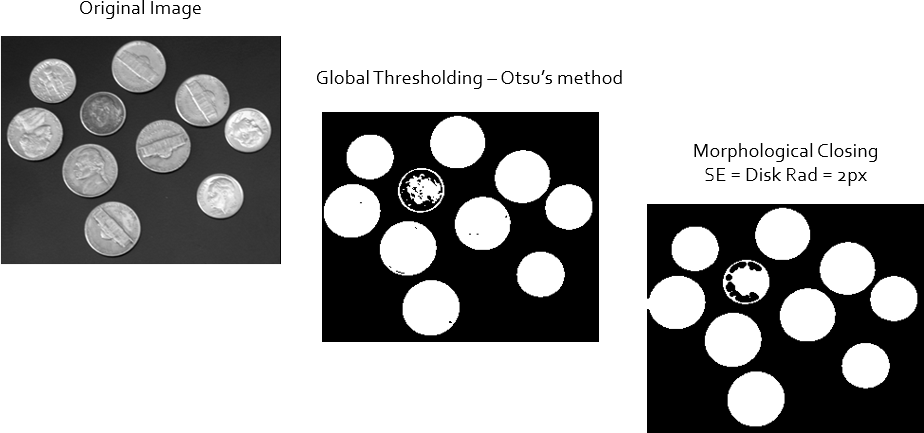 Original Image
Global Thresholding – Otsu's method
Morphological Closing
SE = Disk Rad = 2px